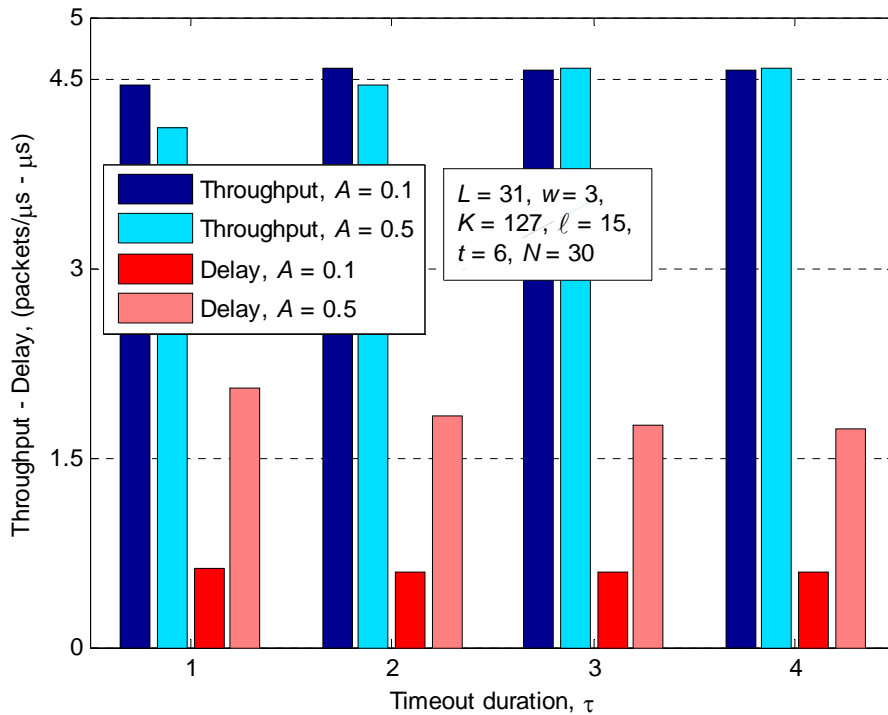 5
4.5
3
1.5
0
Throughput - Delay, (packets/μs - μs)
Throughput, A = 0.1
Throughput, A = 0.5
Delay, A = 0.1
Delay, A = 0.5
L = 31, w = 3,
K = 127, ℓ = 15,
t = 6, N = 30
1 2 3 4
Timeout duration, τ